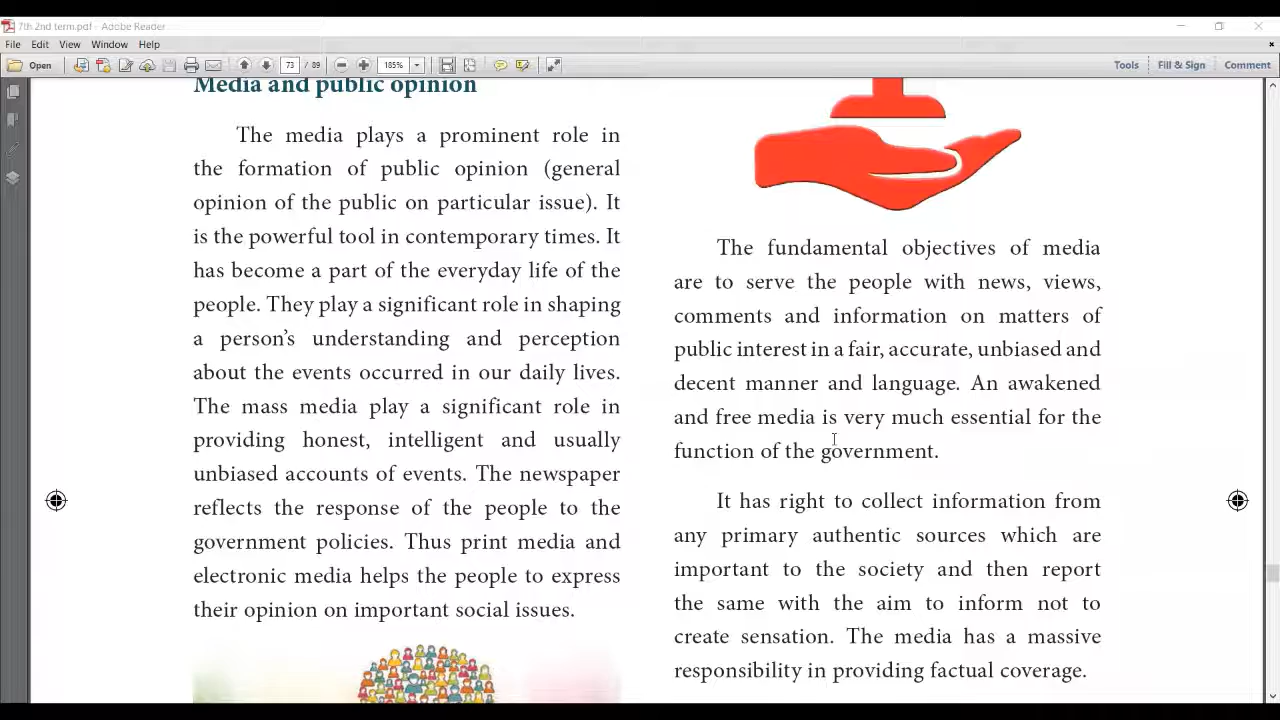 7th 2nd term.pdf - Adobe Reader
File Edit View Window Help
Open 73 / 89 185% Tools Fill & Sign Comment
Media and public opinion
The media plays a prominent role in
the formation of public opinion (general
opinion of the public on particular issue). It
is the powerful tool in contemporary times. It
has become a part of the everyday life of the
people. They play a significant role in shaping
a person’s understanding and perception
about the events occurred in our daily lives.
The mass media play a significant role in
providing honest, intelligent and usually
unbiased accounts of events. The newspaper
reflects the response of the people to the
government policies. Thus print media and
electronic media helps the people to express
their opinion on important social issues.
The fundamental objectives of media
are to serve the people with news, views,
comments and information on matters of
public interest in a fair, accurate, unbiased and
decent manner and language. An awakened
and free media is very much essential for the
function of the government.
It has right to collect information from
any primary authentic sources which are
important to the society and then report
the same with the aim to inform not to
create sensation. The media has a massive
responsibility in providing factual coverage.